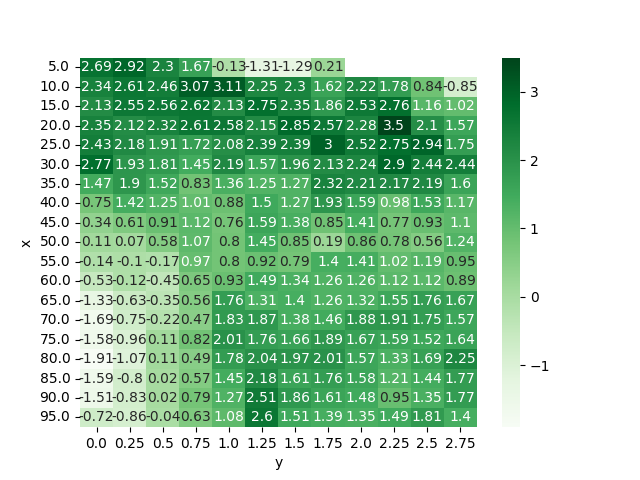 5.0 2.69 2.92 2.3 1.67 -0.13 -1.31 -1.29 0.21
10.0 2.34 2.61 2.46 3.07 3.11 2.25 2.3 1.62 2.22 1.78 0.84 -0.85
15.0 2.13 2.55 2.56 2.62 2.13 2.75 2.35 1.86 2.53 2.76 1.16 1.02
20.0 2.35 2.12 2.32 2.61 2.58 2.15 2.85 2.57 2.28 3.5 2.1 1.57
25.0 2.43 2.18 1.91 1.72 2.08 2.39 2.39 3 2.52 2.75 2.94 1.75
30.0 2.77 1.93 1.81 1.45 2.19 1.57 1.96 2.13 2.24 2.9 2.44 2.44
35.0 1.47 1.9 1.52 0.83 1.36 1.25 1.27 2.32 2.21 2.17 2.19 1.6
40.0 0.75 1.42 1.25 1.01 0.88 1.5 1.27 1.93 1.59 0.98 1.53 1.17
45.0 0.34 0.61 0.91 1.12 0.76 1.59 1.38 0.85 1.41 0.77 0.93 1.1
50.0 0.11 0.07 0.58 1.07 0.8 1.45 0.85 0.19 0.86 0.78 0.56 1.24
55.0 -0.14 -0.1 -0.17 0.97 0.8 0.92 0.79 1.4 1.41 1.02 1.19 0.95
60.0 -0.53 -0.12 -0.45 0.65 0.93 1.49 1.34 1.26 1.26 1.12 1.12 0.89
65.0 -1.33 -0.63 -0.35 0.56 1.76 1.31 1.4 1.26 1.32 1.55 1.76 1.67
70.0 -1.69 -0.75 -0.22 0.47 1.83 1.87 1.38 1.46 1.88 1.91 1.75 1.57
75.0 -1.58 -0.96 0.11 0.82 2.01 1.76 1.66 1.89 1.67 1.59 1.52 1.64
80.0 -1.91 -1.07 0.11 0.49 1.78 2.04 1.97 2.01 1.57 1.33 1.69 2.25
85.0 -1.59 -0.8 0.02 0.57 1.45 2.18 1.61 1.76 1.58 1.21 1.44 1.77
90.0 -1.51 -0.83 0.02 0.79 1.27 2.51 1.86 1.61 1.48 0.95 1.35 1.77
95.0 -0.72 -0.86 -0.04 0.63 1.08 2.6 1.51 1.39 1.35 1.49 1.81 1.4
0.0 0.25 0.5 0.75 1.0 1.25 1.5 1.75 2.0 2.25 2.5 2.75
y
x
3
2
1
0
−1